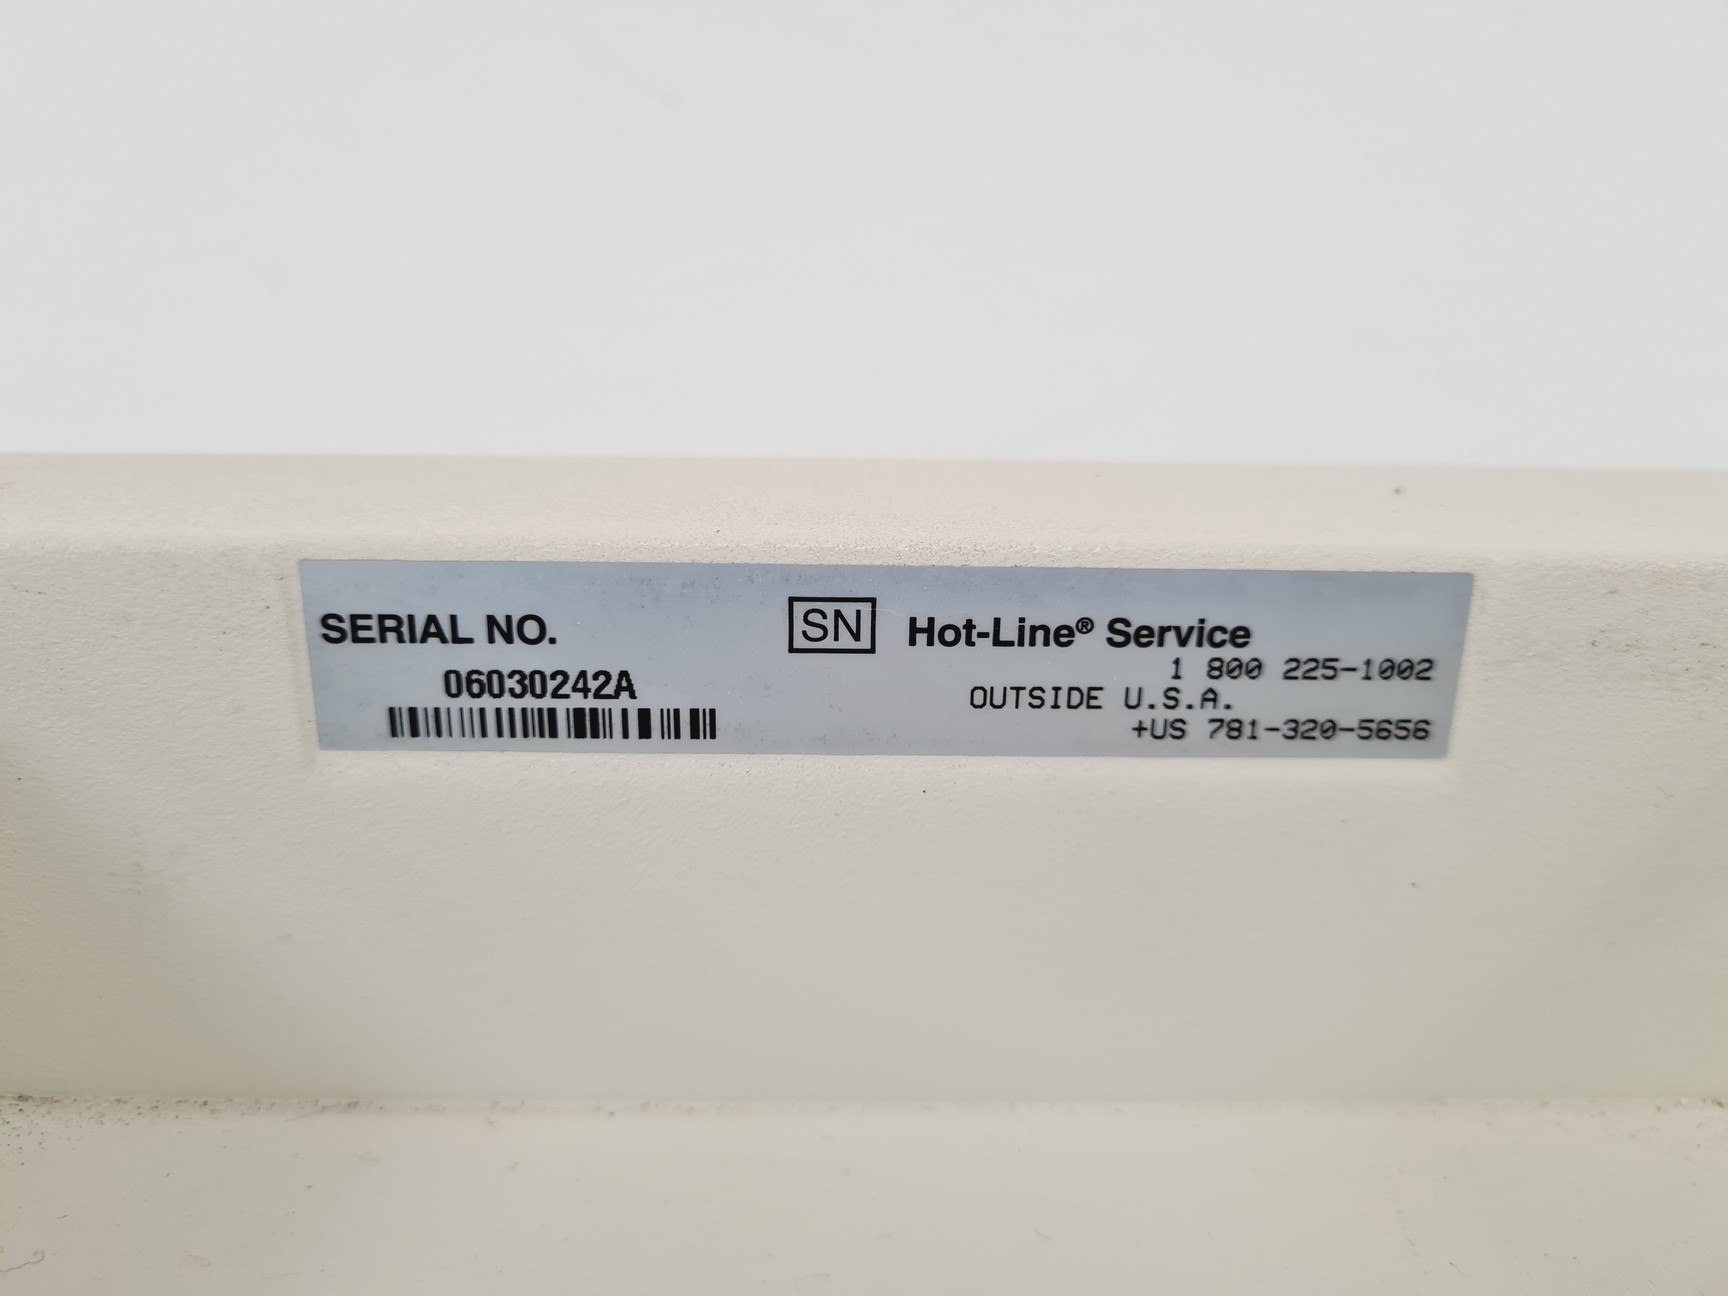 SERIAL NO.
06030242A
SN Hot-Line® Service
1 800 225-1002
OUTSIDE U.S.A.
+US 781-320-5656